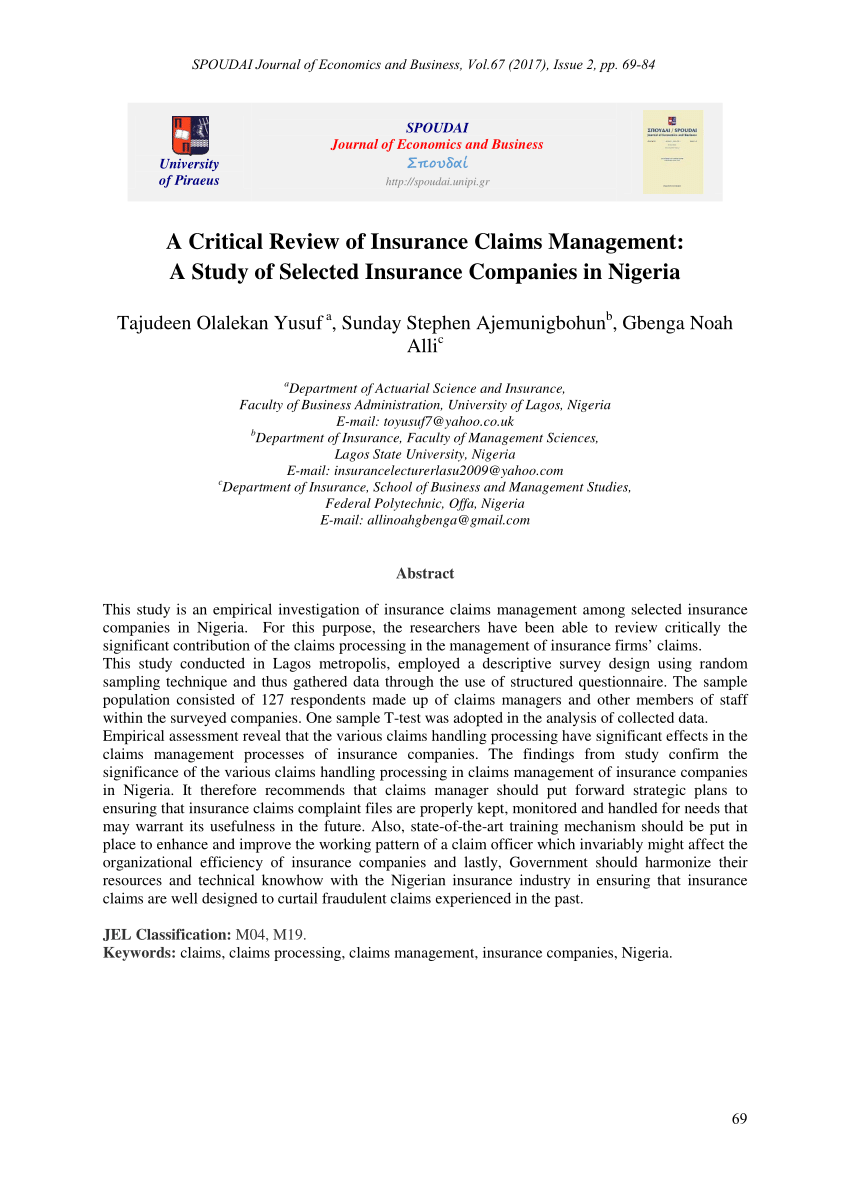 SPOUDAI Journal of Economics and Business, Vol.67 (2017), Issue 2, pp. 69-84
University
of Piraeus
SPOUDAI
Journal of Economics and Business
Σπουδαί
http://spoudai.unipi.gr
ΣΠΟΥΔΑΙ / SPOUDAI
Journal of Economics and Business
A Critical Review of Insurance Claims Management:
A Study of Selected Insurance Companies in Nigeria
Tajudeen Olalekan Yusuf a, Sunday Stephen Ajemunigbohun b, Gbenga Noah
Alli c
aDepartment of Actuarial Science and Insurance,
Faculty of Business Administration, University of Lagos, Nigeria
E-mail: toyusuf7@yahoo.co.uk
bDepartment of Insurance, Faculty of Management Sciences,
Lagos State University, Nigeria
E-mail: insurancelecturerlasu2009@yahoo.com
cDepartment of Insurance, School of Business and Management Studies,
Federal Polytechnic, Offa, Nigeria
E-mail: allinoahgbenga@gmail.com
Abstract
This study is an empirical investigation of insurance claims management among selected insurance
companies in Nigeria. For this purpose, the researchers have been able to review critically the
significant contribution of the claims processing in the management of insurance firms’ claims.
This study conducted in Lagos metropolis, employed a descriptive survey design using random
sampling technique and thus gathered data through the use of structured questionnaire. The sample
population consisted of 127 respondents made up of claims managers and other members of staff
within the surveyed companies. One sample T-test was adopted in the analysis of collected data.
Empirical assessment reveal that the various claims handling processing have significant effects in the
claims management processes of insurance companies. The findings from study confirm the
significance of the various claims handling processing in claims management of insurance companies
in Nigeria. It therefore recommends that claims manager should put forward strategic plans to
ensuring that insurance claims complaint files are properly kept, monitored and handled for needs that
may warrant its usefulness in the future. Also, state-of-the-art training mechanism should be put in
place to enhance and improve the working pattern of a claim officer which invariably might affect the
organizational efficiency of insurance companies and lastly, Government should harmonize their
resources and technical knowhow with the Nigerian insurance industry in ensuring that insurance
claims are well designed to curtail fraudulent claims experienced in the past.
JEL Classification: M04, M19.
Keywords: claims, claims processing, claims management, insurance companies, Nigeria.
69